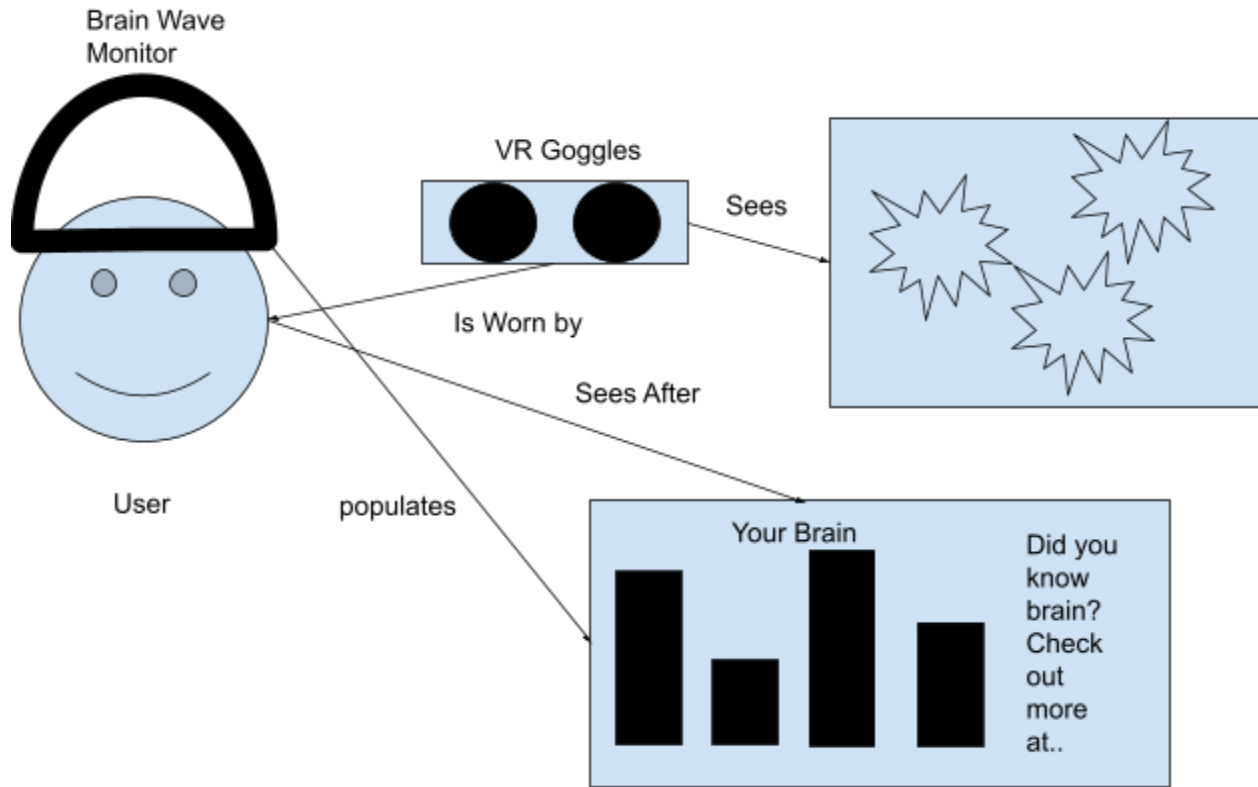 Brain Wave
Monitor
VR Goggles
Sees
Is Worn by
Sees After
User
populates
Your Brain
Did you
know
brain?
Check
out
more
at..